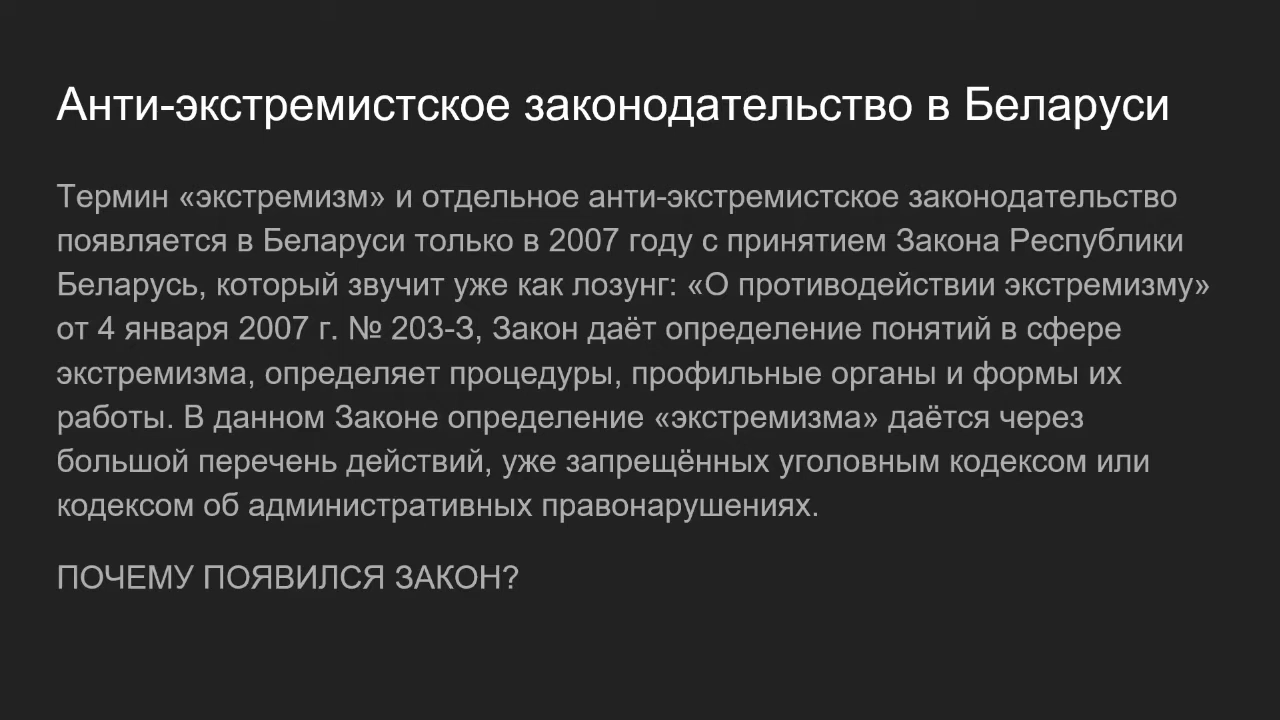 Анти-экстремистское законодательство в Беларуси
Термин «экстремизм» и отдельное анти-экстремистское законодательство
появляется в Беларуси только в 2007 году с принятием Закона Республики
Беларусь, который звучит уже как лозунг: «О противодействии экстремизму»
от 4 января 2007 г. № 203-З, Закон даёт определение понятий в сфере
экстремизма, определяет процедуры, профильные органы и формы их
работы. В данном Законе определение «экстремизма» даётся через
большой перечень действий, уже запрещённых уголовным кодексом или
кодексом об административных правонарушениях.
ПОЧЕМУ ПОЯВИЛСЯ ЗАКОН?